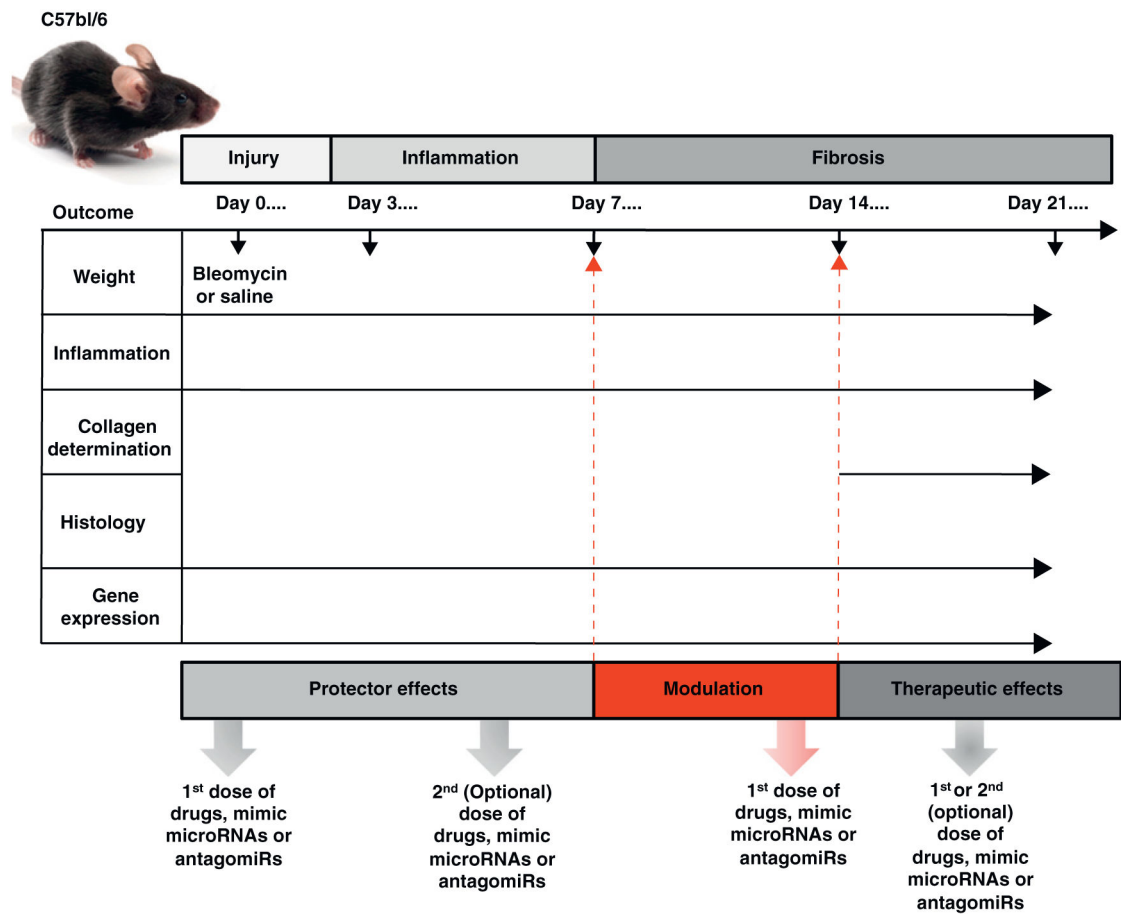 C57bl/6
Injury
Inflammation
Fibrosis
Outcome
Day 0....
Day 3....
Day 7....
Day 14....
Day 21....
Weight
Bleomycin
or saline
Inflammation
Collagen
determination
Histology
Gene
expression
Protector effects
Modulation
Therapeutic effects
1st dose of
drugs, mimic
microRNAs or
antagomiRs
2nd (Optional)
dose of
drugs, mimic
microRNAs or
antagomiRs
1st dose of
drugs, mimic
microRNAs or
antagomiRs
1st or 2nd
(optional)
dose of
drugs, mimic
microRNAs or
antagomiRs